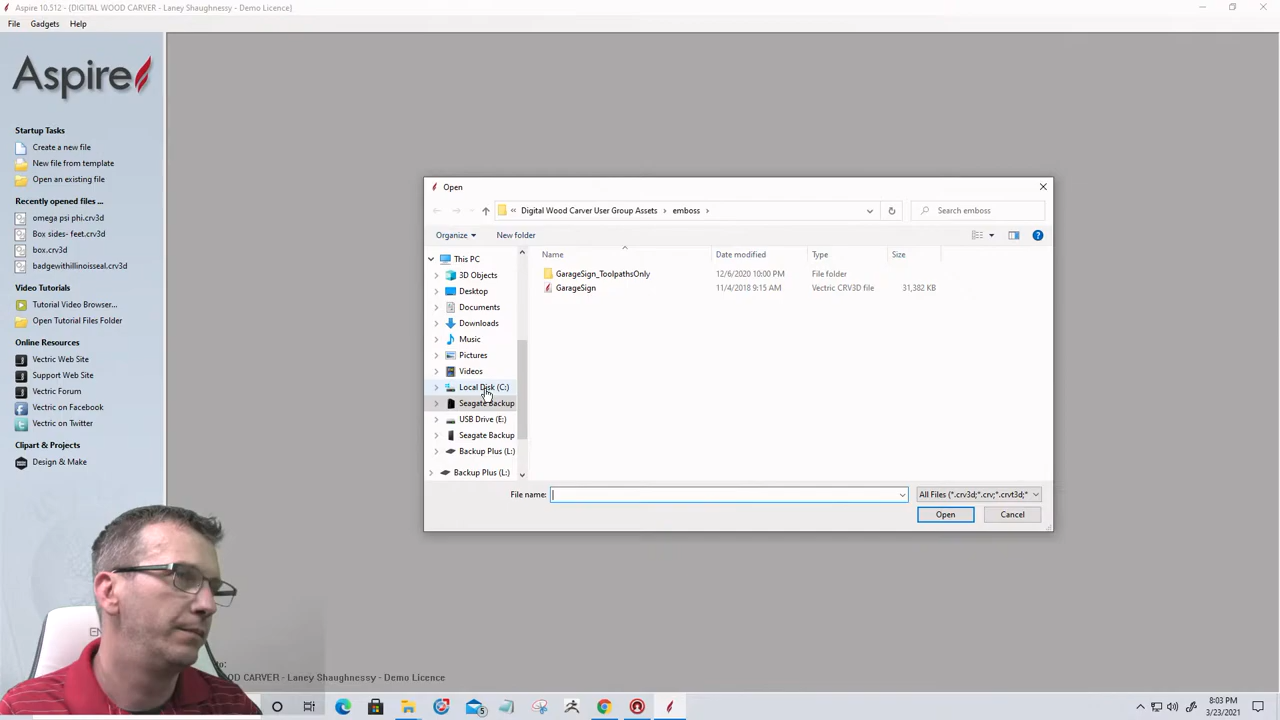 Aspire 10.512 - [DIGITAL WOOD CARVER - Laney Shaughnessy - Demo Licence]
File Gadgets Help
Aspire
Startup Tasks
Create a new file
New file from template
Open an existing file
Recently opened files ...
omega psi phi.crv3d
Box sides- feet.crv3d
box.crv3d
badgewithillinoisseal.crv3d
Video Tutorials
Tutorial Video Browser...
Open Tutorial Files Folder
Online Resources
Vectric Web Site
Support Web Site
Vectric Forum
Vectric on Facebook
Vectric on Twitter
Clipart & Projects
Design & Make
Open
« Digital Wood Carver User Group Assets › emboss ›
Search emboss
Organize New folder
Name Date modified Type Size
GarageSign_ToolpathsOnly 12/6/2020 10:00 PM File folder
GarageSign 11/4/2018 9:15 AM Vectric CRV3D file 31,382 KB
This PC
3D Objects
Desktop
Documents
Downloads
Music
Pictures
Videos
Local Disk (C:)
Seagate Backup
USB Drive (E:)
Seagate Backup
Backup Plus (L:)
Backup Plus (L:)
File name:
All Files (*.crv3d;*.crv;*.crvt3d;*
Open Cancel
to:
WOOD CARVER - Laney Shaughnessy - Demo Licence
5
8:03 PM
3/23/2021